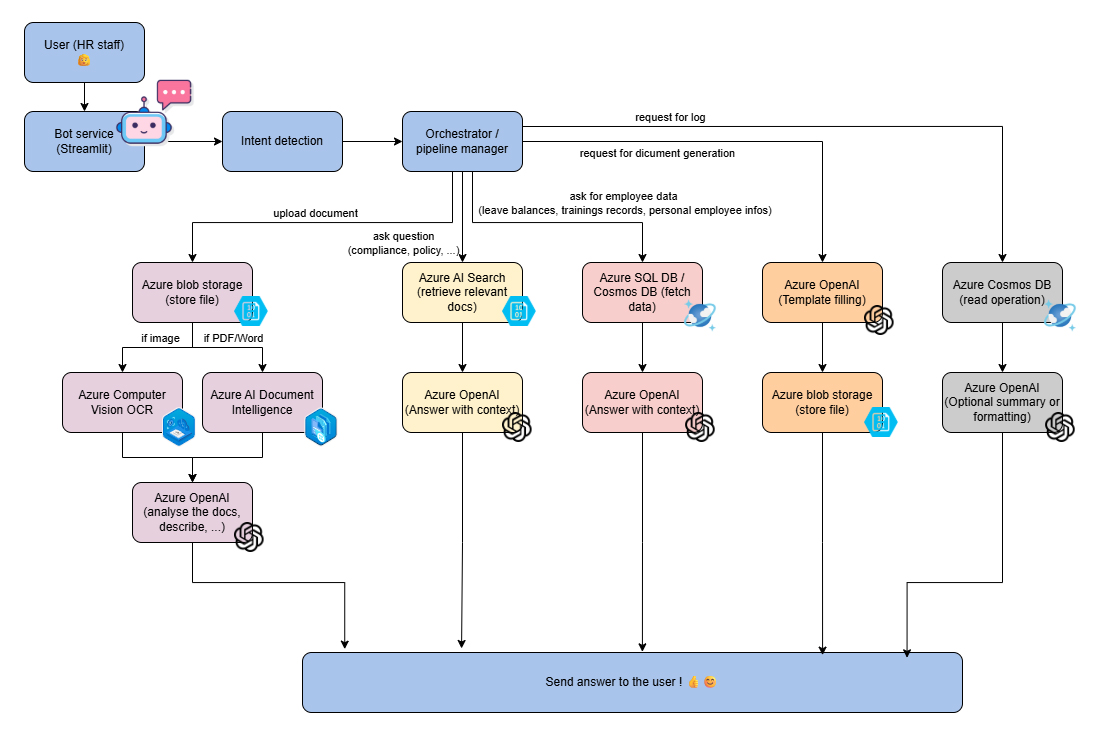 User (HR staff)
Bot service
(Streamlit)
Intent detection
Orchestrator /
pipeline manager
request for log
request for dicument generation
ask for employee data
(leave balances, trainings records, personal employee infos)
upload document
ask question
(compliance, policy, ...)
Azure blob storage
(store file)
Azure AI Search
(retrieve relevant
docs)
Azure SQL DB /
Cosmos DB (fetch
data)
Azure OpenAI
(Template filling)
Azure Cosmos DB
(read operation)
if image
if PDF/Word
Azure Computer
Vision OCR
Azure AI Document
Intelligence
Azure OpenAI
(Answer with context)
Azure OpenAI
(Answer with context)
Azure blob storage
(store file)
Azure OpenAI
(Optional summary or
formatting)
Azure OpenAI
(analyse the docs,
describe, ...)
Send answer to the user ! 👍 😊